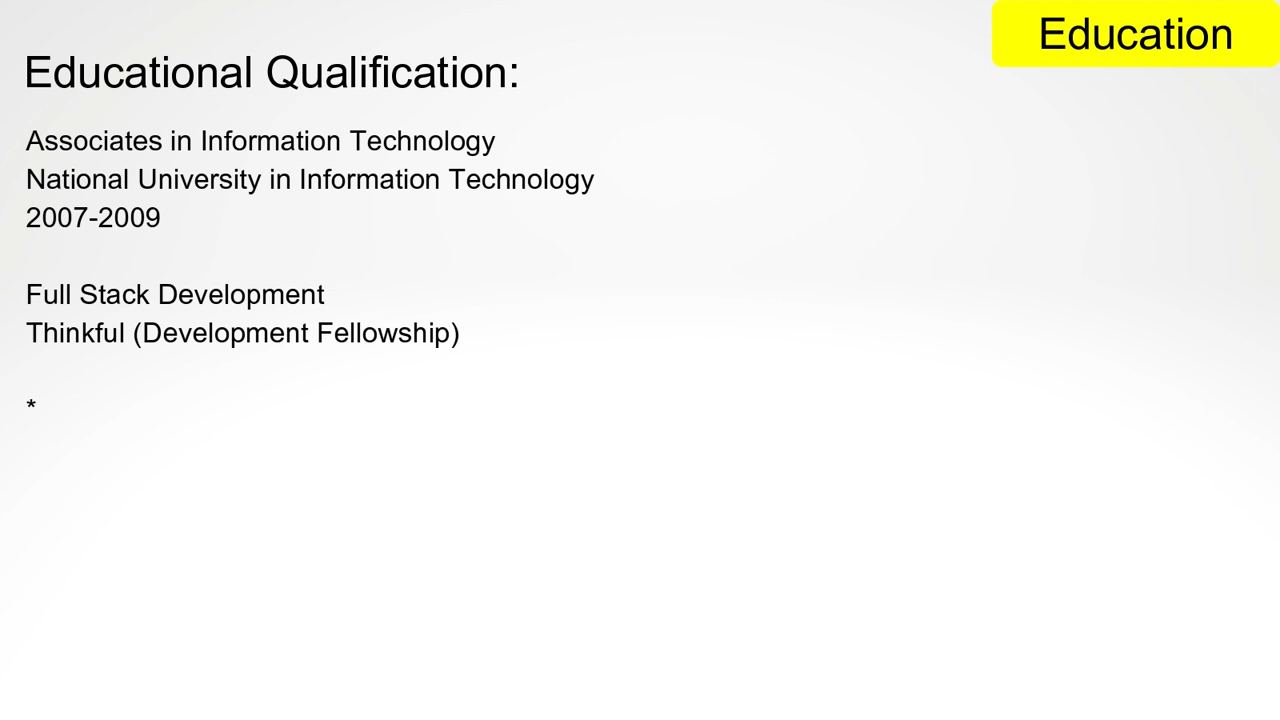 Education
Educational Qualification:
Associates in Information Technology
National University in Information Technology
2007-2009
Full Stack Development
Thinkful (Development Fellowship)
*